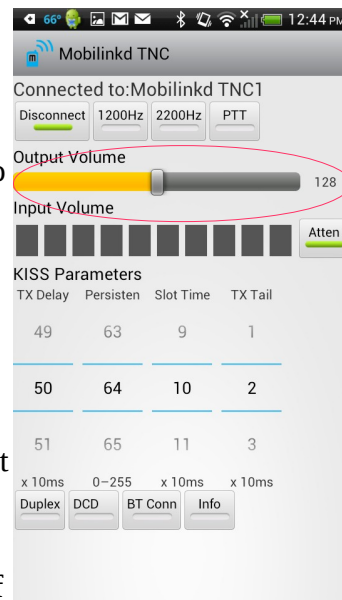 66° 12:44 PM
Mobilinkd TNC
Connected to:Mobilinkd TNC1
Disconnect 1200Hz 2200Hz PTT
Output Volume
128
Input Volume
Atten
KISS Parameters
TX Delay Persisten Slot Time TX Tail
49 63 9 1
50 64 10 2
51 65 11 3
x 10ms 0-255 x 10ms x 10ms
Duplex DCD BT Conn Info